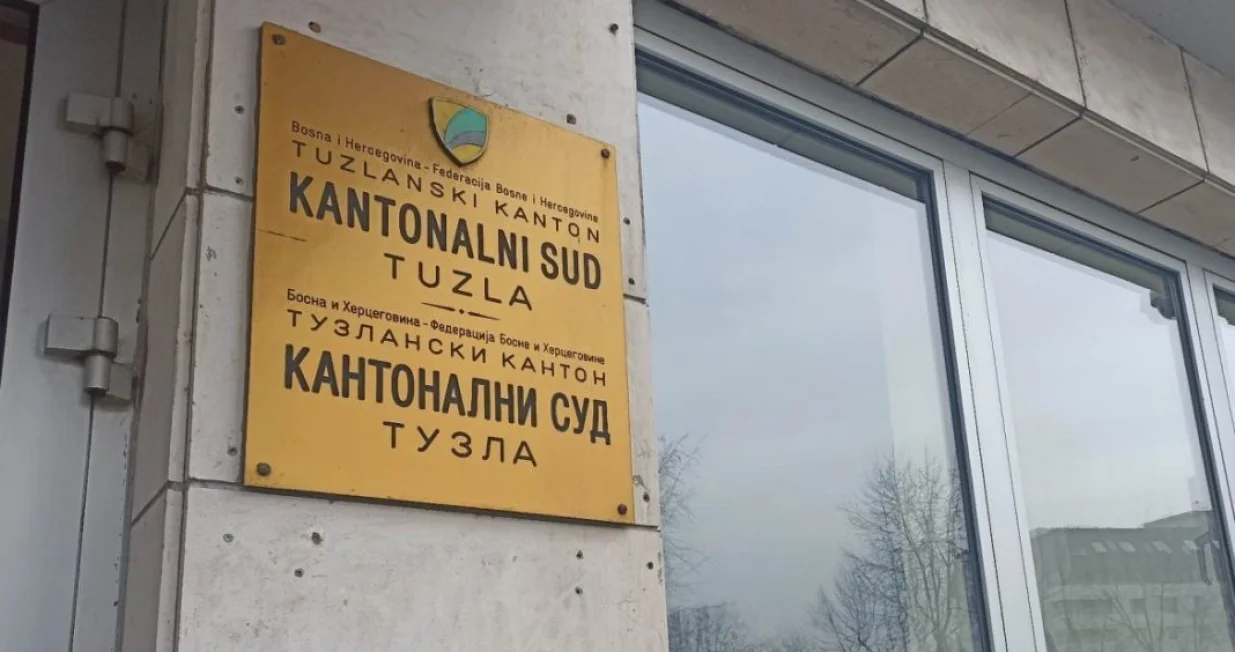 Bosna i Hercegovina - Federacija Bosne i Hercegovine
TUZLANSKI KANTON
KANTONALNI SUD
TUZLA
Босна и Херцеговина - Федерација Босне и Херцеговине
ТУЗЛАНСКИ КАНТОН
КАНТОНАЛНИ СУД
ТУЗЛА